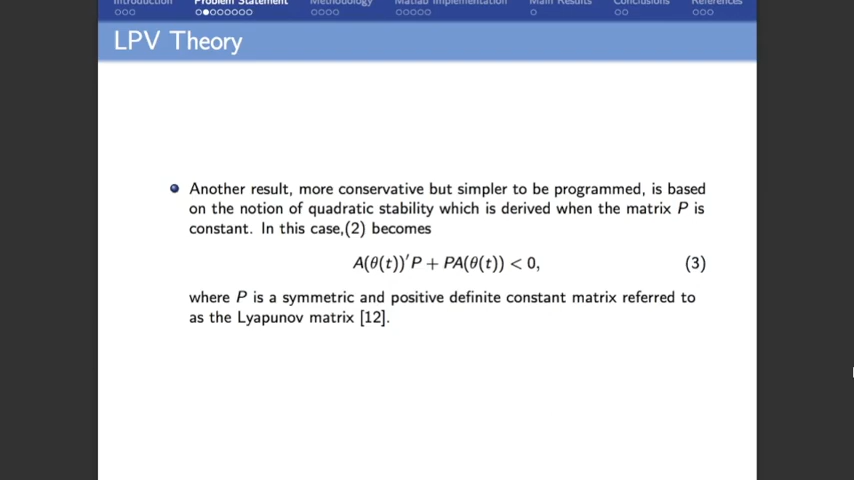 Introduction Problem Statement Methodology Matlab Implementation Main Results Conclusions References
LPV Theory
Another result, more conservative but simpler to be programmed, is based
on the notion of quadratic stability which is derived when the matrix P is
constant. In this case,(2) becomes
A(θ(t))′P + PA(θ(t)) < 0, (3)
where P is a symmetric and positive definite constant matrix referred to
as the Lyapunov matrix [12].